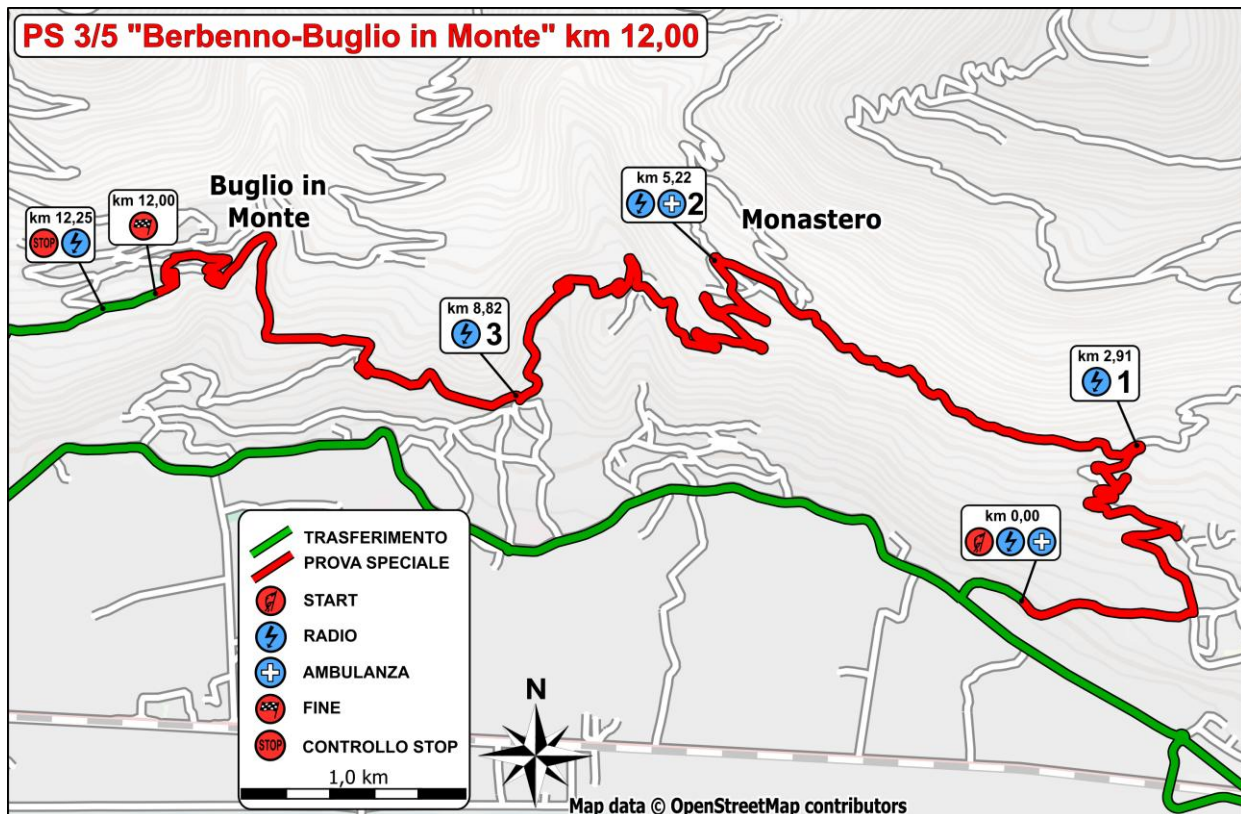 PS 3/5 "Berbenno-Buglio in Monte" km 12,00
Buglio in
Monte
km 12,25
STOP
km 12,00
km 5,22
2
Monastero
km 8,82
3
km 2,91
1
km 0,00
TRASFERIMENTO
PROVA SPECIALE
START
RADIO
AMBULANZA
FINE
STOP CONTROLLO STOP
1,0 km
N
Map data © OpenStreetMap contributors